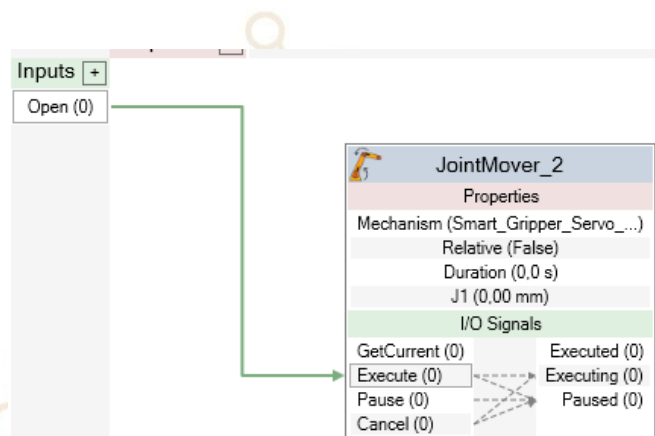 Inputs +
Open (0)
JointMover_2
Properties
Mechanism (Smart_Gripper_Servo_...)
Relative (False)
Duration (0,0 s)
J1 (0,00 mm)
I/O Signals
GetCurrent (0) Executed (0)
Execute (0) Executing (0)
Pause (0) Paused (0)
Cancel (0)